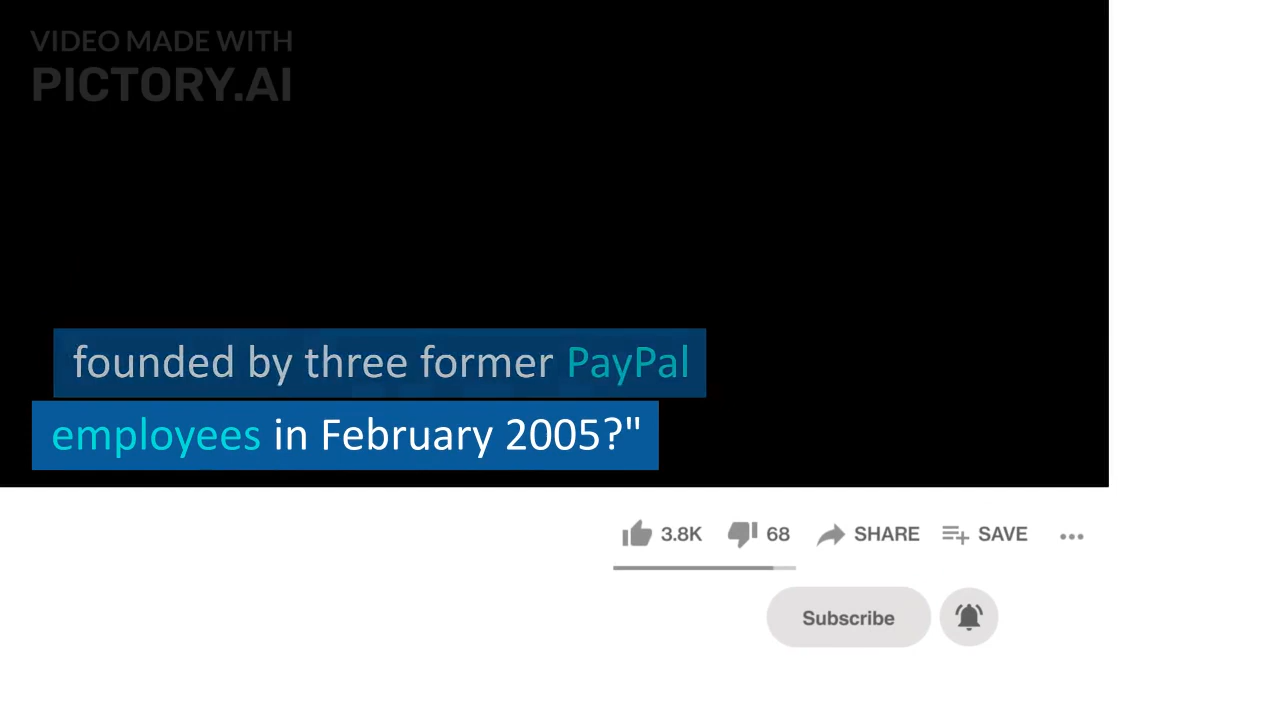 VIDEO MADE WITH
PICTORY.AI
founded by three former PayPal
employees in February 2005?"
3.8K 68 SHARE SAVE
Subscribe